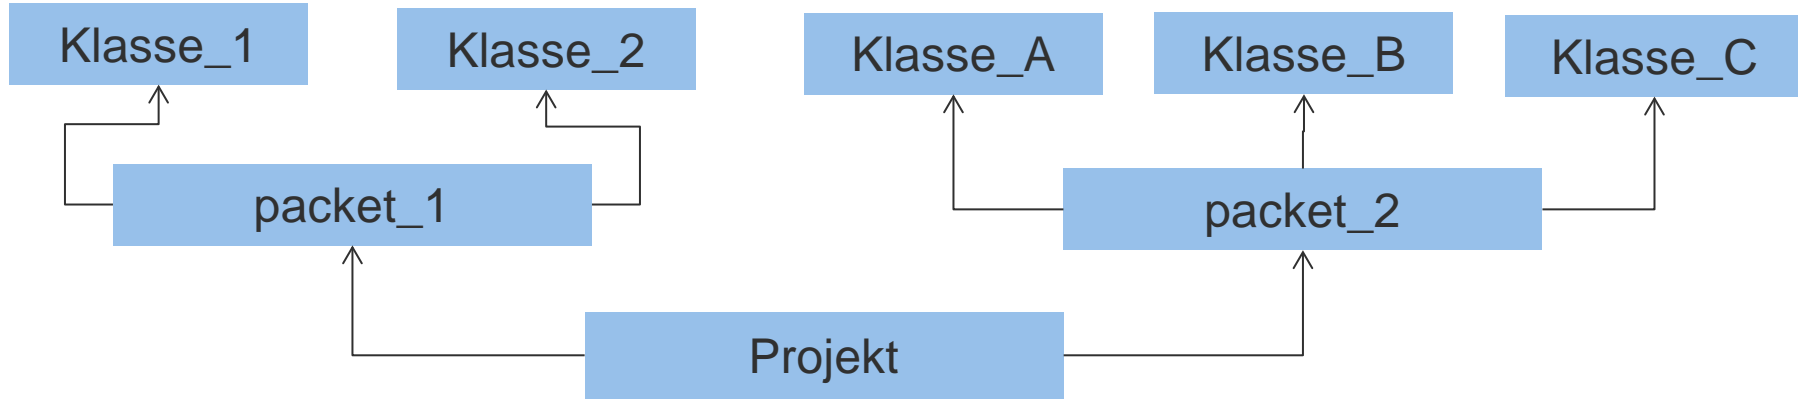 Klasse_1
Klasse_2
Klasse_A
Klasse_B
Klasse_C
packet_1
packet_2
Projekt